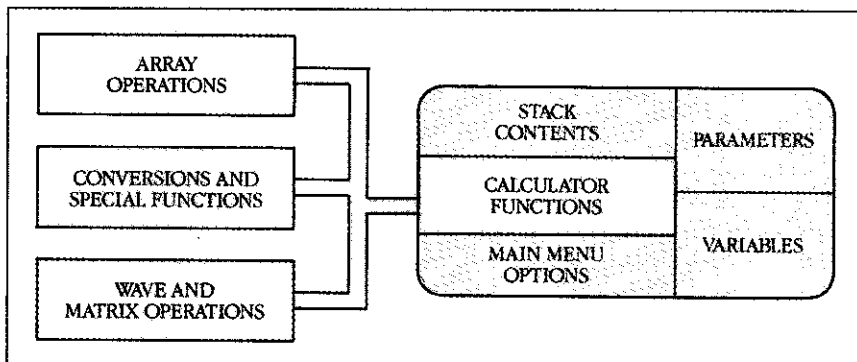 ARRAY
OPERATIONS
CONVERSIONS AND
SPECIAL FUNCTIONS
WAVE AND
MATRIX OPERATIONS
STACK
CONTENTS
CALCULATOR
FUNCTIONS
MAIN MENU
OPTIONS
PARAMETERS
VARIABLES